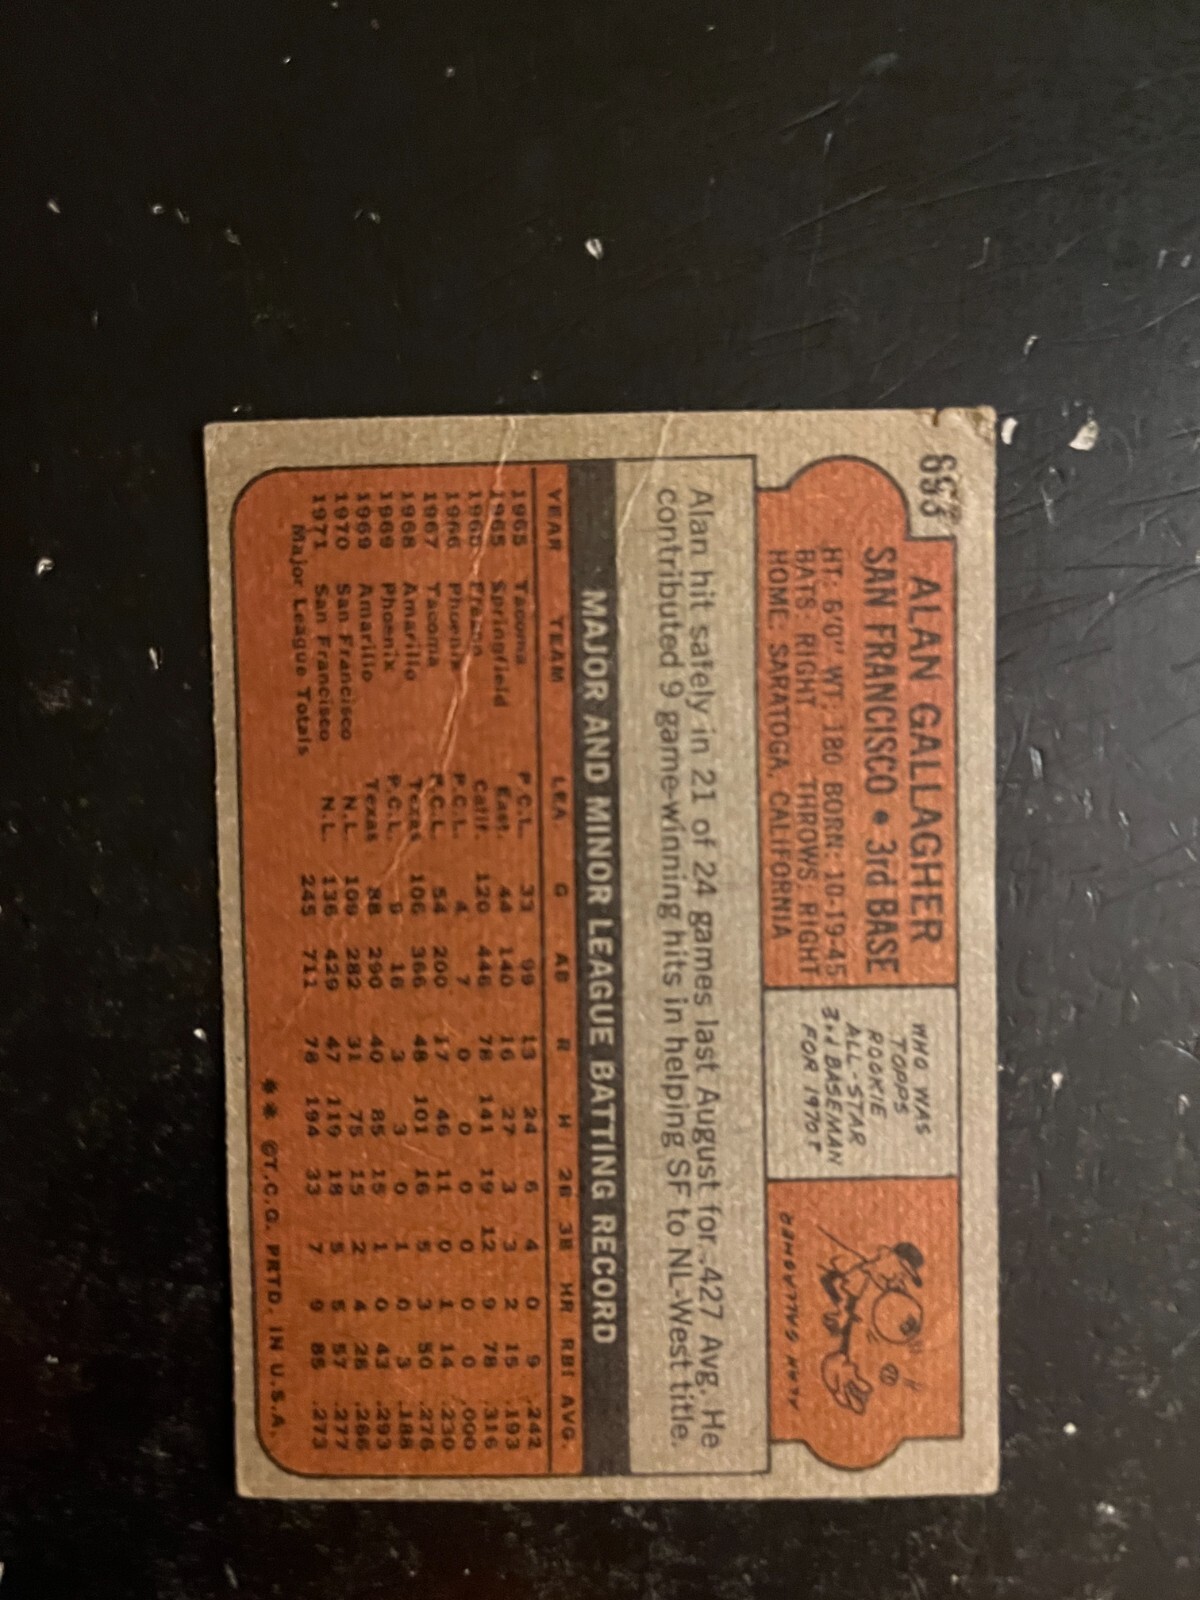 693
ALAN GALLAGHER
SAN FRANCISCO • 3rd BASE
HT: 6'0" WT: 180 BORN: 10-19-45
BATS: RIGHT THROWS: RIGHT
HOME: SARATOGA, CALIFORNIA
WHO WAS
TOPPS
ROOKIE
ALL-STAR
3rd BASEMAN
FOR 1970?
ALAN GALLAGHER
Alan hit safely in 21 of 24 games last August for .427 Avg. He
contributed 9 game-winning hits in helping SF to NL-West title.
MAJOR AND MINOR LEAGUE BATTING RECORD
YEAR TEAM LEA. G AB R H 2B 3B HR RBI AVG.
1965 Tacoma P.C.L. 33 99 13 24 6 4 0 9 .242
1965 Springfield East. 44 140 16 27 3 3 2 15 .193
1966 Fresno Calif. 120 446 78 141 19 12 9 78 .316
1966 Phoenix P.C.L. 4 7 0 0 0 0 0 0 .000
1967 Tacoma P.C.L. 54 200 17 46 11 0 1 14 .230
1968 Amarillo Texas 106 366 48 101 16 5 3 50 .276
1969 Phoenix P.C.L. 9 16 3 3 0 1 0 3 .188
1969 Amarillo Texas 88 290 40 85 15 1 0 43 .293
1970 San Francisco N.L. 109 282 31 75 15 2 4 28 .266
1971 San Francisco N.L. 136 429 47 119 18 5 5 57 .277
Major League Totals 245 711 78 194 33 7 9 85 .273
** ©T.C.G. PRTD. IN U.S.A.